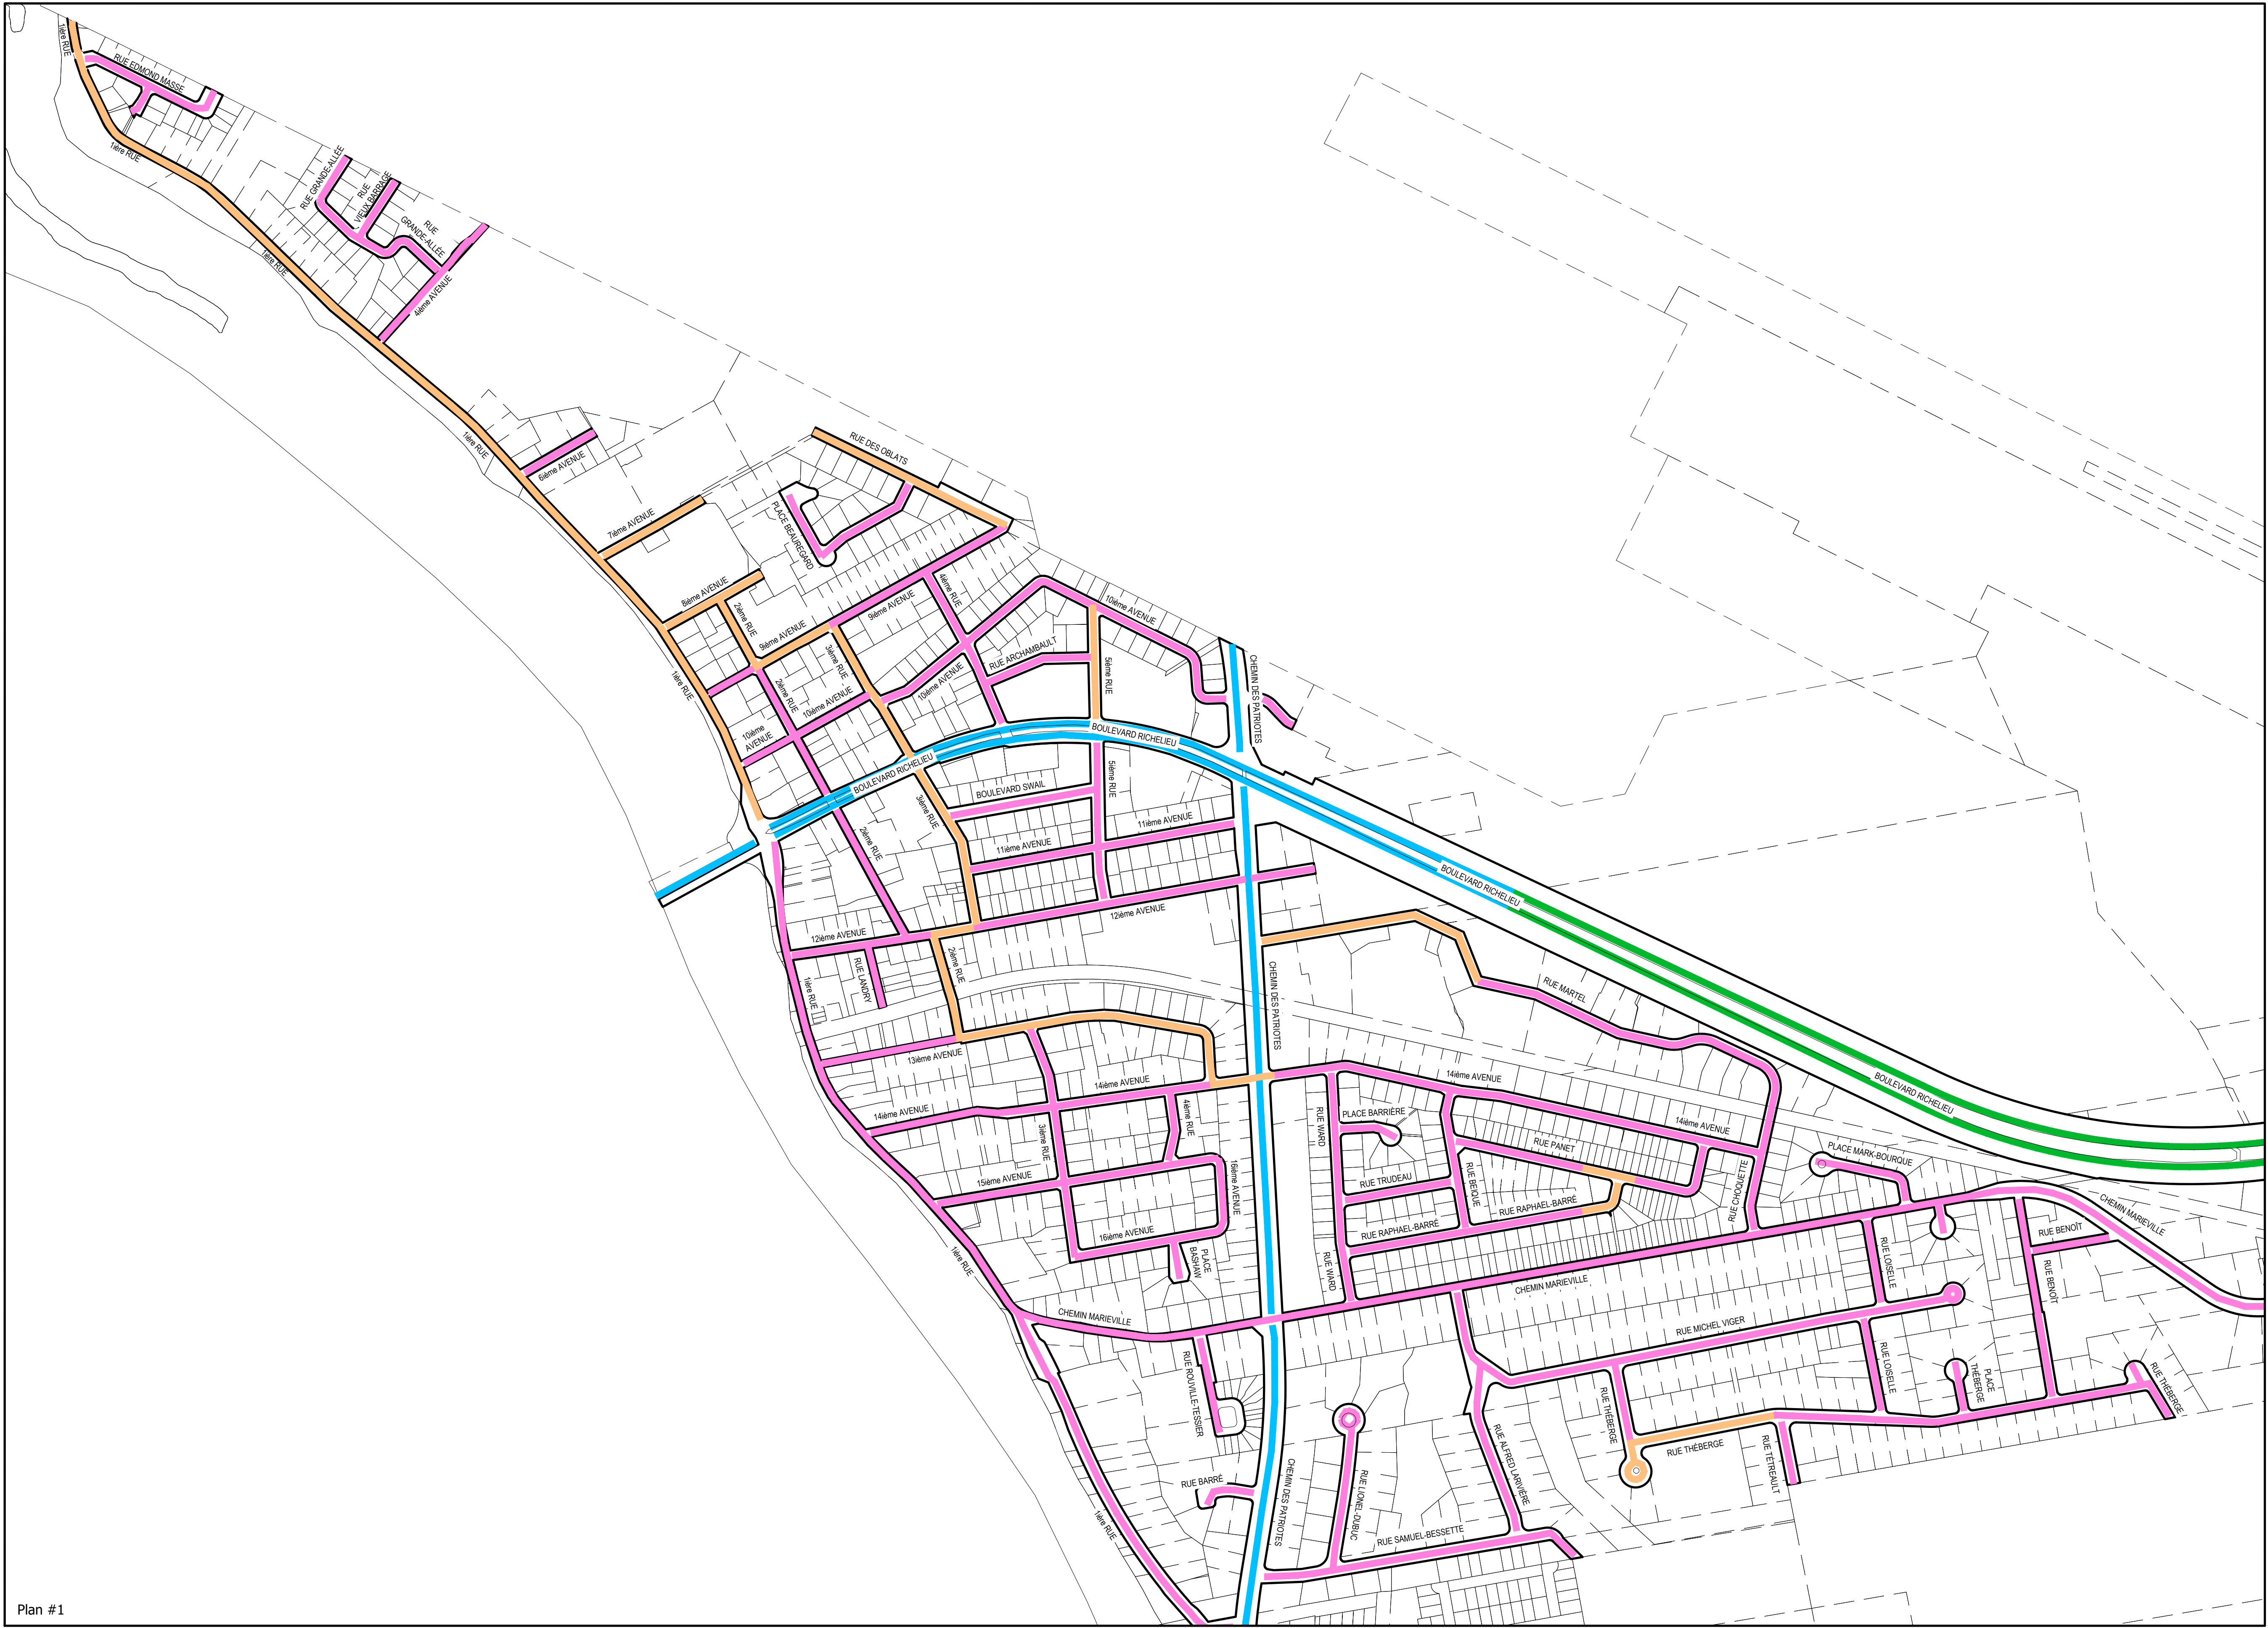 1ière RUE
RUE EDMOND MASSE
1ière RUE
RUE GRANDE-ALLÉE
RUE
VIEUX BARRAGE
RUE
GRANDE-ALLÉE
1ière RUE
4ième AVENUE
1ière RUE
6ième AVENUE
RUE DES OBLATS
7ième AVENUE
PLACE BEAUREGARD
8ième AVENUE
2ième RUE
9ième AVENUE
9ième AVENUE
4ième RUE
10ième AVENUE
3ième RUE
RUE ARCHAMBAULT
5ième RUE
CHEMIN DES PATRIOTES
1ière RUE
2ième RUE
10ième AVENUE
10ième AVENUE
10ième
AVENUE
BOULEVARD RICHELIEU
BOULEVARD RICHELIEU
5ième RUE
BOULEVARD SWAIL
3ième RUE
11ième AVENUE
11ième AVENUE
2ième RUE
BOULEVARD RICHELIEU
12ième AVENUE
12ième AVENUE
2ième RUE
RUE LANDRY
1ière RUE
CHEMIN DES PATRIOTES
RUE MARTEL
13ième AVENUE
14ième AVENUE
14ième AVENUE
14ième AVENUE
4ième RUE
3ième RUE
RUE WARD
PLACE BARRIÈRE
14ième AVENUE
BOULEVARD RICHELIEU
RUE PANET
PLACE MARK-BOURQUE
15ième AVENUE
16ième AVENUE
RUE TRUDEAU
RUE BEIQUE
RUE RAPHAEL-BARRÉ
RUE RAPHAEL-BARRÉ
RUE CHOQUETTE
CHEMIN MARIEVILLE
16ième AVENUE
PLACE
BASHAW
RUE WARD
RUE LOISELLE
RUE BENOÎT
RUE BENOÎT
1ière RUE
CHEMIN MARIEVILLE
CHEMIN MARIEVILLE
RUE MICHEL VIGER
RUE ROUVILLE-TESSIER
RUE LOISELLE
PLACE
THÉBERGE
RUE THÉBERGE
RUE THÉBERGE
RUE THÉBERGE
RUE TÉTREAULT
RUE ALFRED LARIVIÈRE
RUE BARRÉ
CHEMIN DES PATRIOTES
RUE LIONEL-DUBUC
RUE SAMUEL-BESSETTE
1ière RUE
Plan #1